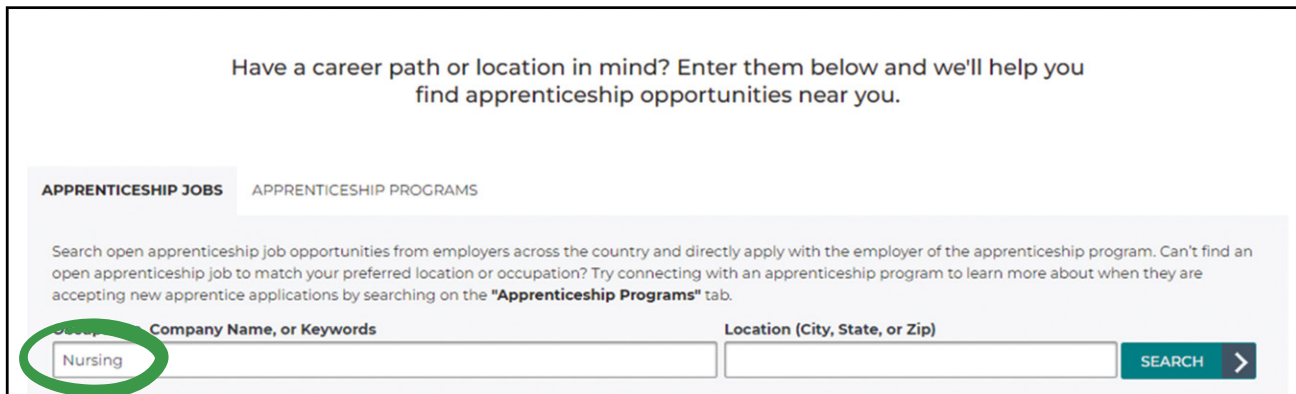 Have a career path or location in mind? Enter them below and we'll help you
find apprenticeship opportunities near you.
APPRENTICESHIP JOBS APPRENTICESHIP PROGRAMS
Search open apprenticeship job opportunities from employers across the country and directly apply with the employer of the apprenticeship program. Can't find an
open apprenticeship job to match your preferred location or occupation? Try connecting with an apprenticeship program to learn more about when they are
accepting new apprentice applications by searching on the "Apprenticeship Programs" tab.
Company Name, or Keywords Location (City, State, or Zip)
Nursing SEARCH